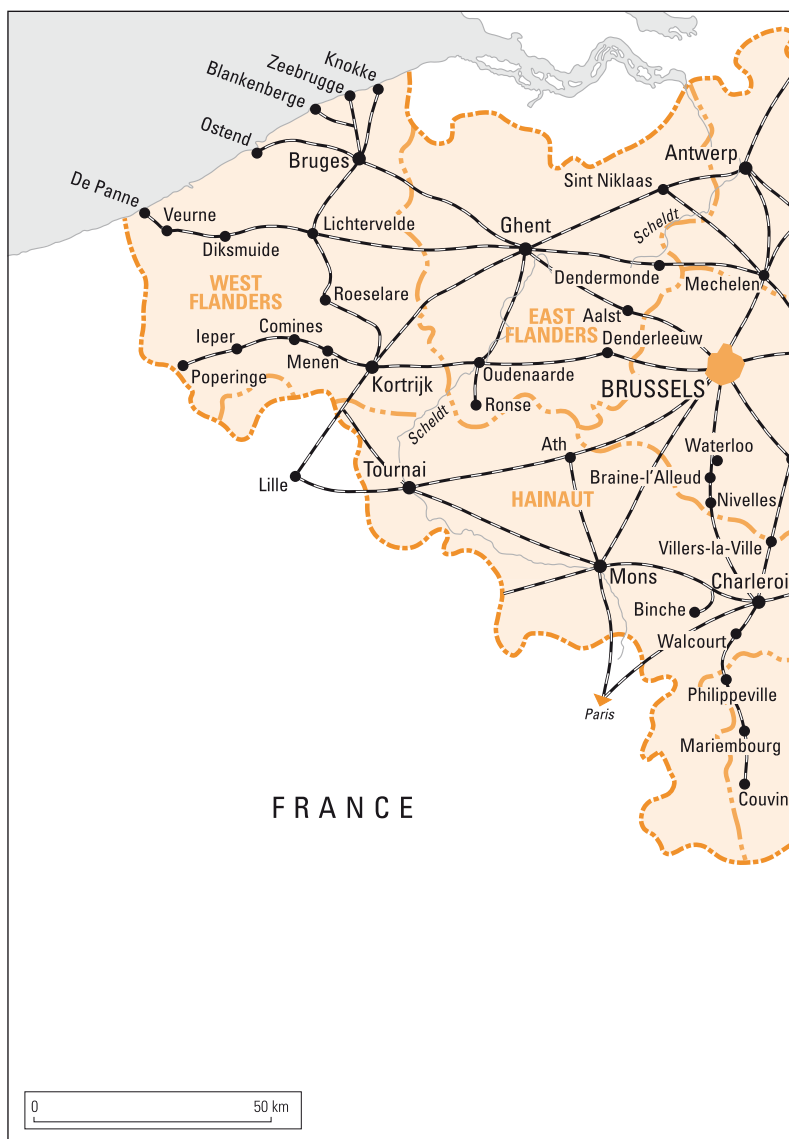 Knokke
Zeebrugge
Blankenberge
Ostend
Bruges
Antwerp
Sint Niklaas
De Panne
Veurne
Lichtervelde
Ghent
Scheldt
Diksmuide
Dendermonde
Mechelen
WEST
FLANDERS
Roeselare
EAST
FLANDERS
Aalst
Comines
Ieper
Denderleeuw
Menen
Poperinge
Kortrijk
Oudenaarde
BRUSSELS
Ronse
Scheldt
Ath
Waterloo
Tournai
Lille
Braine-l'Alleud
HAINAUT
Nivelles
Villers-la-Ville
Mons
Charleroi
Binche
Walcourt
Philippeville
Paris
Mariembourg
Couvin
FRANCE
0 50 km